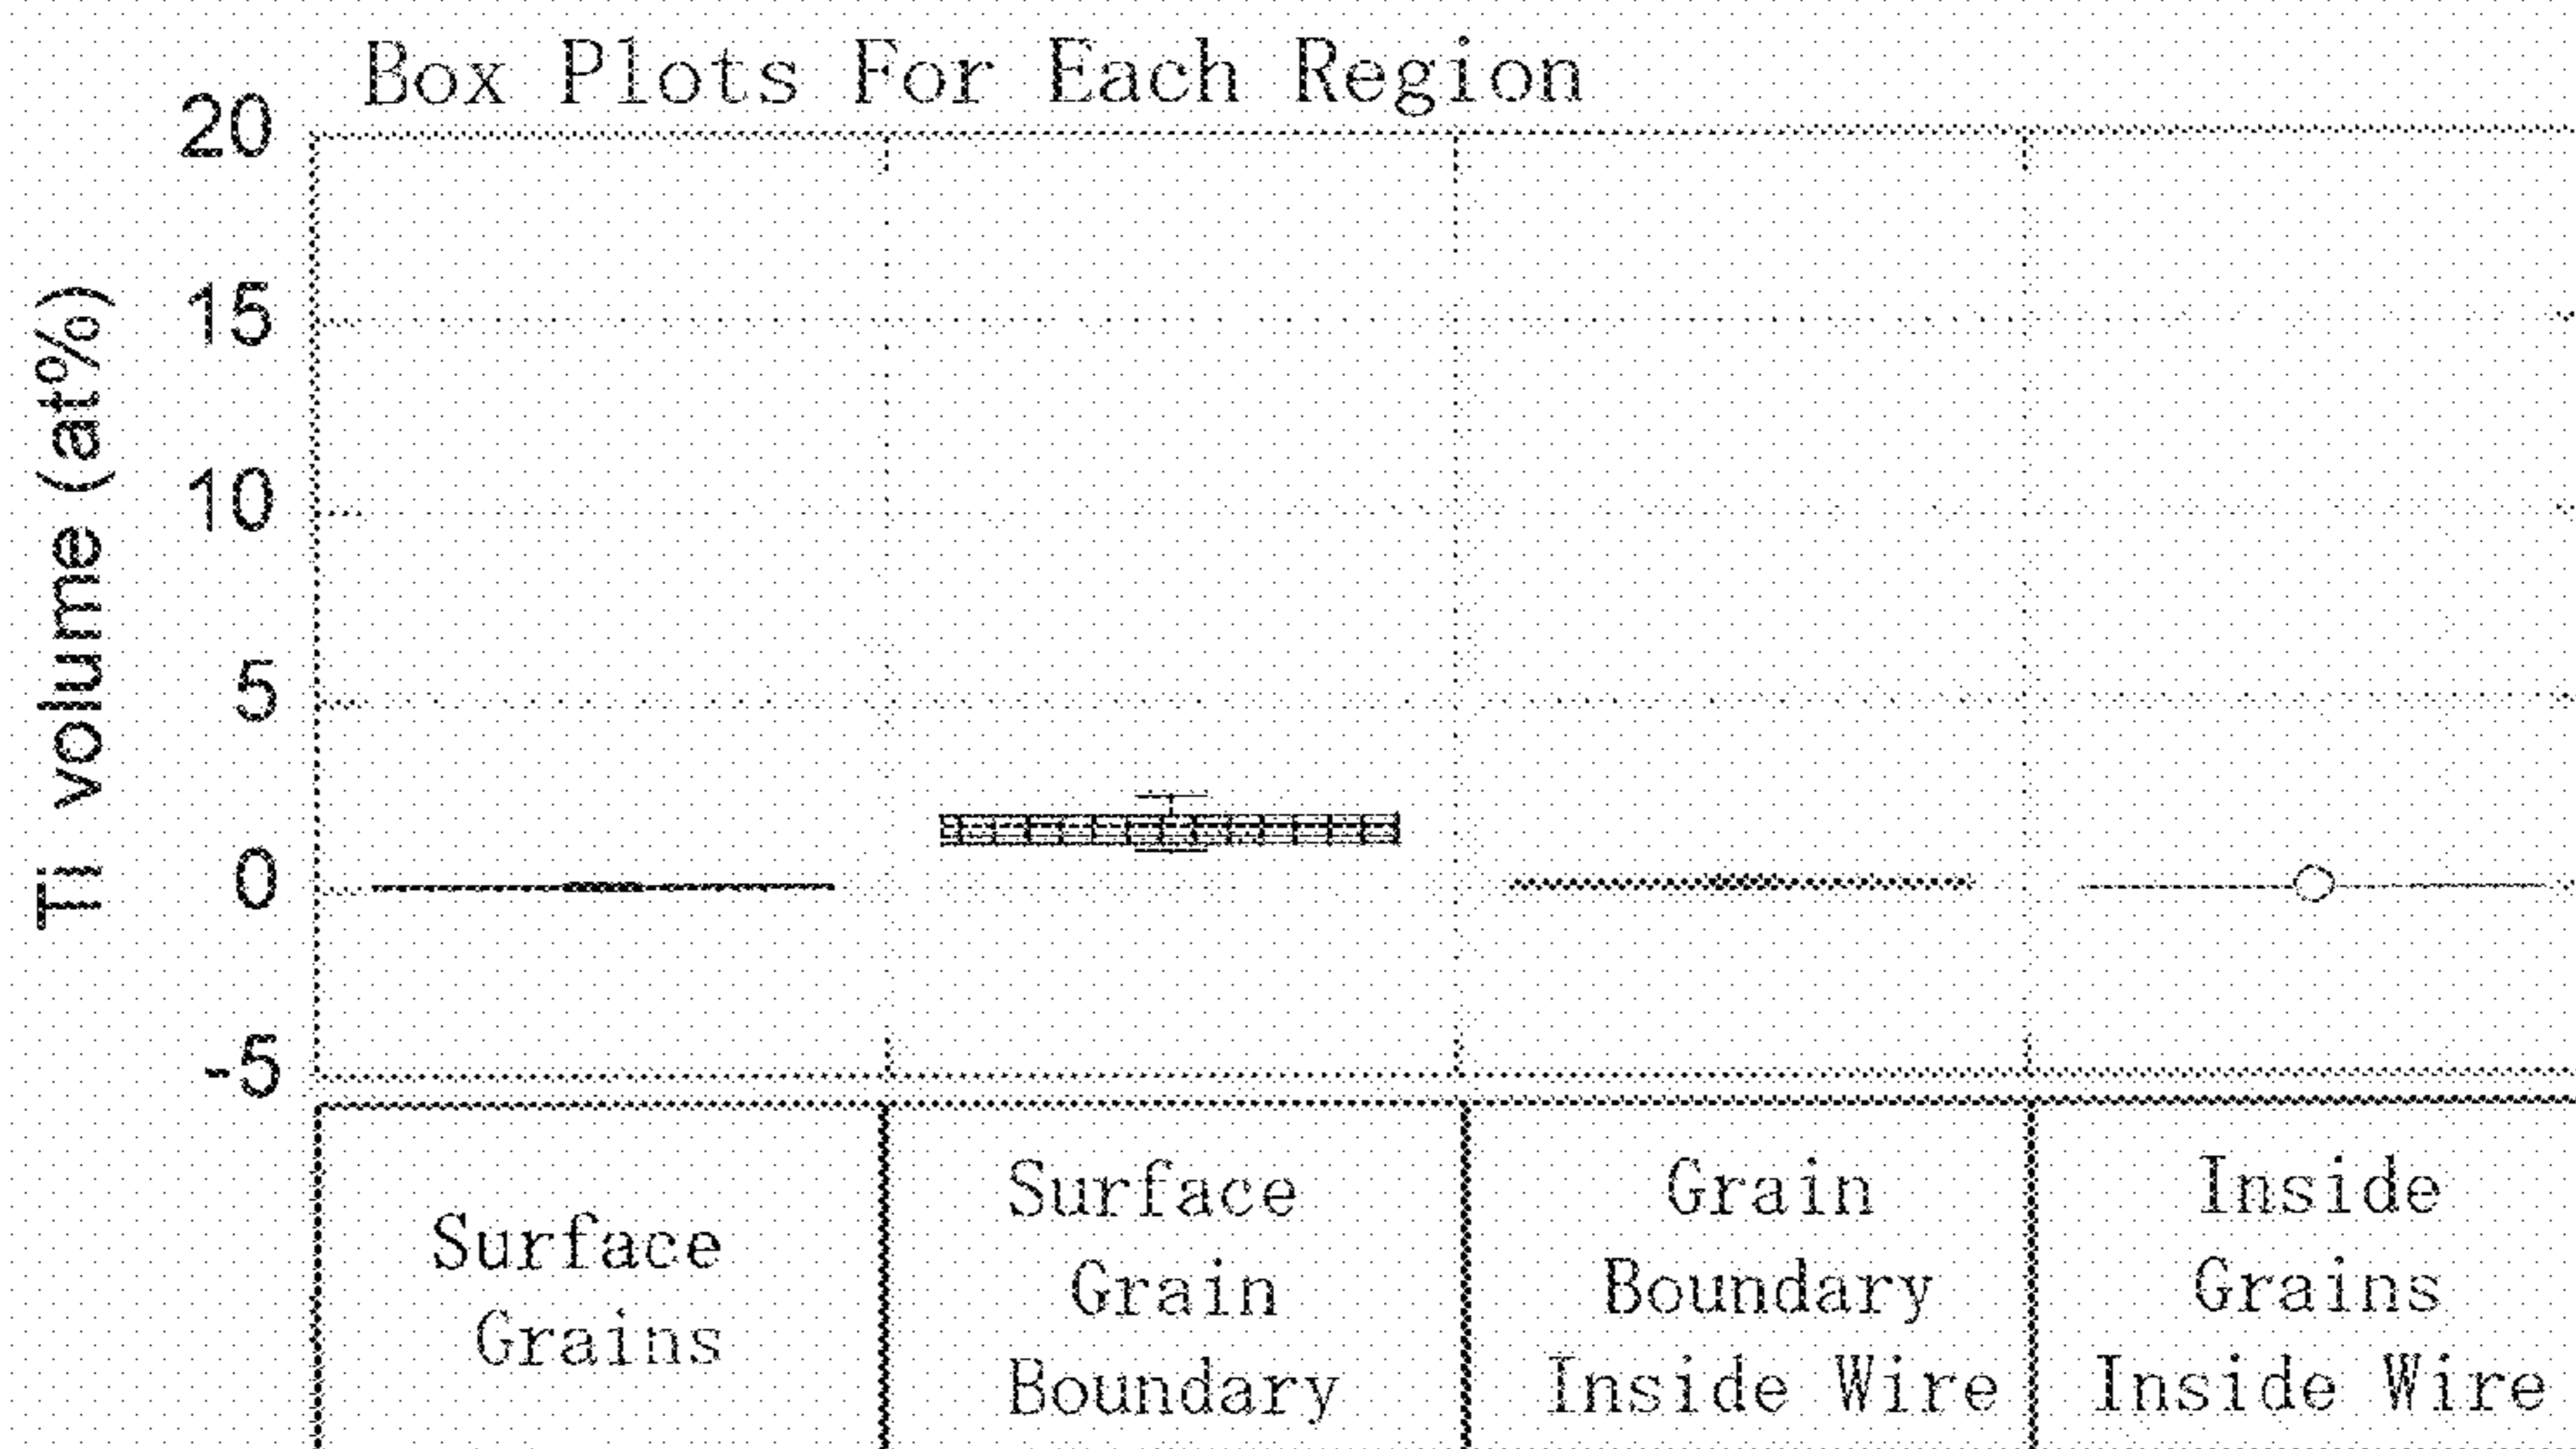 Box Plots For Each Region
20
15
10
5
0
-5
Ti volume (at%)
Surface
Grains
Surface
Grain
Boundary
Grain
Boundary
Inside Wire
Inside
Grains
Inside Wire